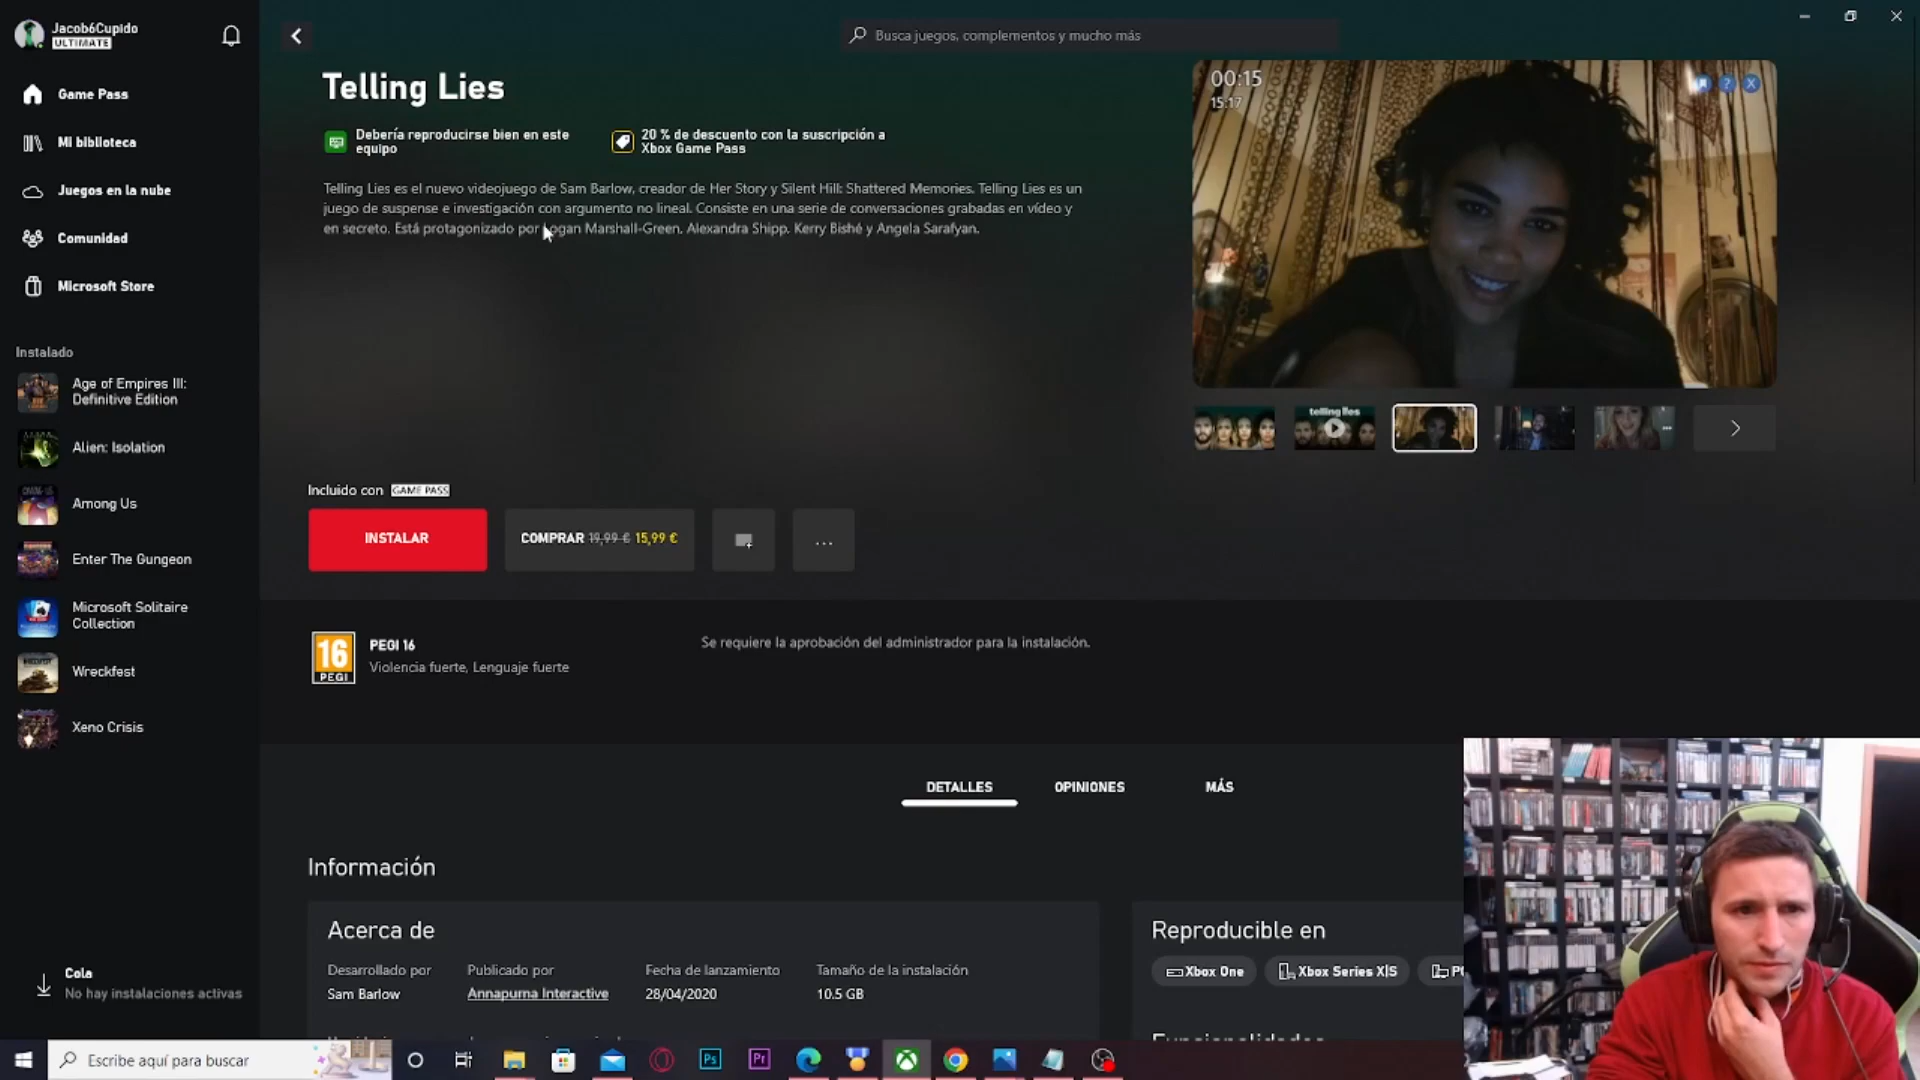 Jacob6Cupido
ULTIMATE
Game Pass
Mi biblioteca
Juegos en la nube
Comunidad
Microsoft Store
Instalado
Age of Empires III:
Definitive Edition
Alien: Isolation
Among Us
Enter The Gungeon
Microsoft Solitaire
Collection
Wreckfest
Xeno Crisis
Cola
No hay instalaciones activas
Busca juegos, complementos y mucho más
Telling Lies
Debería reproducirse bien en este
equipo
20 % de descuento con la suscripción a
Xbox Game Pass
Telling Lies es el nuevo videojuego de Sam Barlow, creador de Her Story y Silent Hill: Shattered Memories. Telling Lies es un
juego de suspense e investigación con argumento no lineal. Consiste en una serie de conversaciones grabadas en vídeo y
en secreto. Está protagonizado por Logan Marshall-Green, Alexandra Shipp, Kerry Bishé y Angela Sarafyan.
00:15
15:17
?
X
telling lies
Incluido con GAME PASS
INSTALAR
COMPRAR 19,99 € 15,99 €
...
16
PEGI
PEGI 16
Violencia fuerte, Lenguaje fuerte
Se requiere la aprobación del administrador para la instalación.
DETALLES
OPINIONES
MÁS
Información
Acerca de
Desarrollado por
Sam Barlow
Publicado por
Annapurna Interactive
Fecha de lanzamiento
28/04/2020
Tamaño de la instalación
10.5 GB
Reproducible en
Xbox One
Xbox Series X|S
Escribe aquí para buscar
Ps
Pr